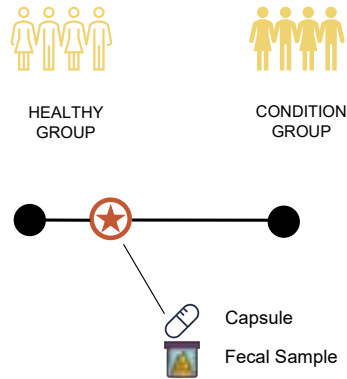 HEALTHY
GROUP
CONDITION
GROUP
Capsule
Fecal Sample